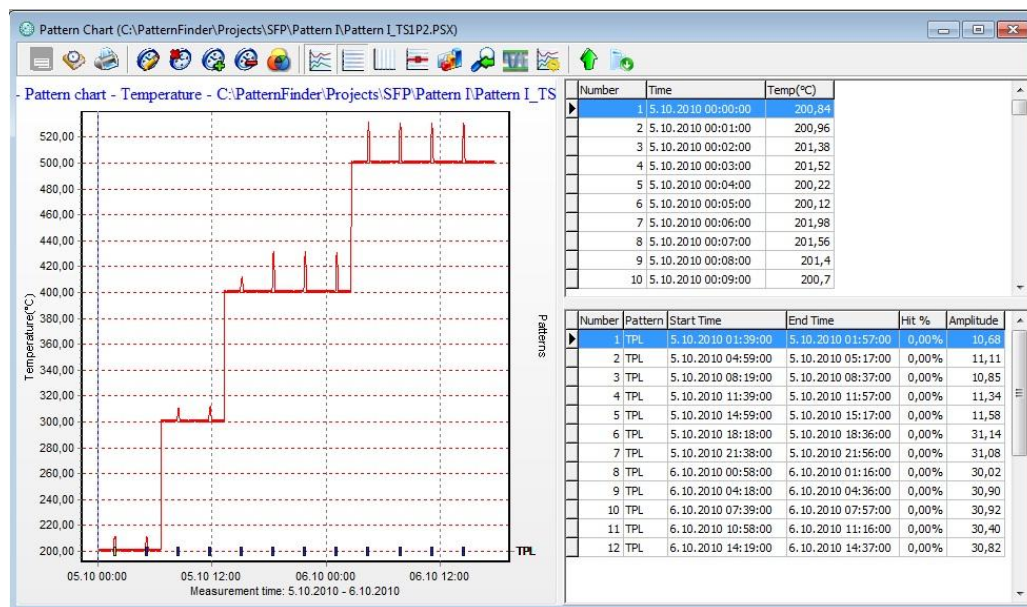 Pattern Chart (C:\PatternFinder\Projects\SFP\Pattern I\Pattern I_TS1P2.PSX)
- Pattern chart - Temperature - C:\PatternFinder\Projects\SFP\Pattern I\Pattern I_TS
520,00
500,00
480,00
460,00
440,00
420,00
400,00
380,00
360,00
340,00
320,00
300,00
280,00
260,00
240,00
220,00
200,00
Temperature(°C)
Patterns
TPL
05.10 00:00 05.10 12:00 06.10 00:00 06.10 12:00
Measurement time: 5.10.2010 - 6.10.2010
Number Time Temp(°C)
1 5.10.2010 00:00:00 200,84
2 5.10.2010 00:01:00 200,96
3 5.10.2010 00:02:00 201,38
4 5.10.2010 00:03:00 201,52
5 5.10.2010 00:04:00 200,22
6 5.10.2010 00:05:00 200,12
7 5.10.2010 00:06:00 201,98
8 5.10.2010 00:07:00 201,56
9 5.10.2010 00:08:00 201,4
10 5.10.2010 00:09:00 200,7
Number Pattern Start Time End Time Hit % Amplitude
1 TPL 5.10.2010 01:39:00 5.10.2010 01:57:00 0,00% 10,68
2 TPL 5.10.2010 04:59:00 5.10.2010 05:17:00 0,00% 11,11
3 TPL 5.10.2010 08:19:00 5.10.2010 08:37:00 0,00% 10,85
4 TPL 5.10.2010 11:39:00 5.10.2010 11:57:00 0,00% 11,34
5 TPL 5.10.2010 14:59:00 5.10.2010 15:17:00 0,00% 11,58
6 TPL 5.10.2010 18:18:00 5.10.2010 18:36:00 0,00% 31,14
7 TPL 5.10.2010 21:38:00 5.10.2010 21:56:00 0,00% 31,08
8 TPL 6.10.2010 00:58:00 6.10.2010 01:16:00 0,00% 30,02
9 TPL 6.10.2010 04:18:00 6.10.2010 04:36:00 0,00% 30,90
10 TPL 6.10.2010 07:39:00 6.10.2010 07:57:00 0,00% 30,92
11 TPL 6.10.2010 10:58:00 6.10.2010 11:16:00 0,00% 30,40
12 TPL 6.10.2010 14:19:00 6.10.2010 14:37:00 0,00% 30,82